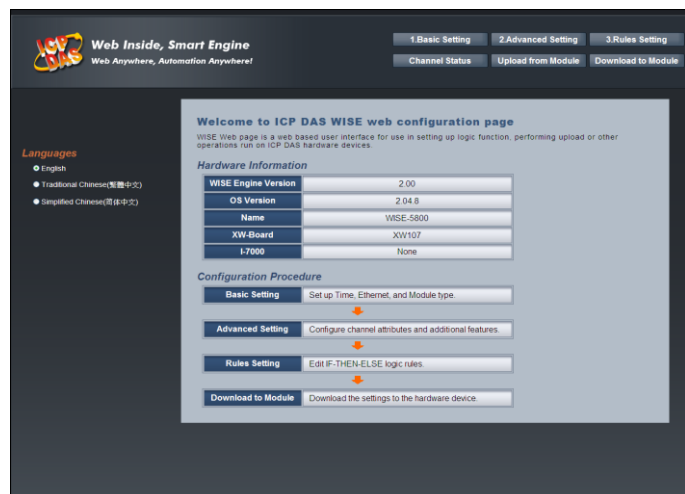 ICP DAS
Web Inside, Smart Engine
Web Anywhere, Automation Anywhere!
1.Basic Setting
2.Advanced Setting
3.Rules Setting
Channel Status
Upload from Module
Download to Module
Languages
English
Traditional Chinese(繁體中文)
Simplified Chinese(简体中文)
Welcome to ICP DAS WISE web configuration page
WISE Web page is a web based user interface for use in setting up logic function, performing upload or other
operations run on ICP DAS hardware devices.
Hardware Information
WISE Engine Version 2.00
OS Version 2.04.8
Name WISE-5800
XW-Board XW107
I-7000 None
Configuration Procedure
Basic Setting Set up Time, Ethernet, and Module type.
Advanced Setting Configure channel attributes and additional features.
Rules Setting Edit IF-THEN-ELSE logic rules.
Download to Module Download the settings to the hardware device.